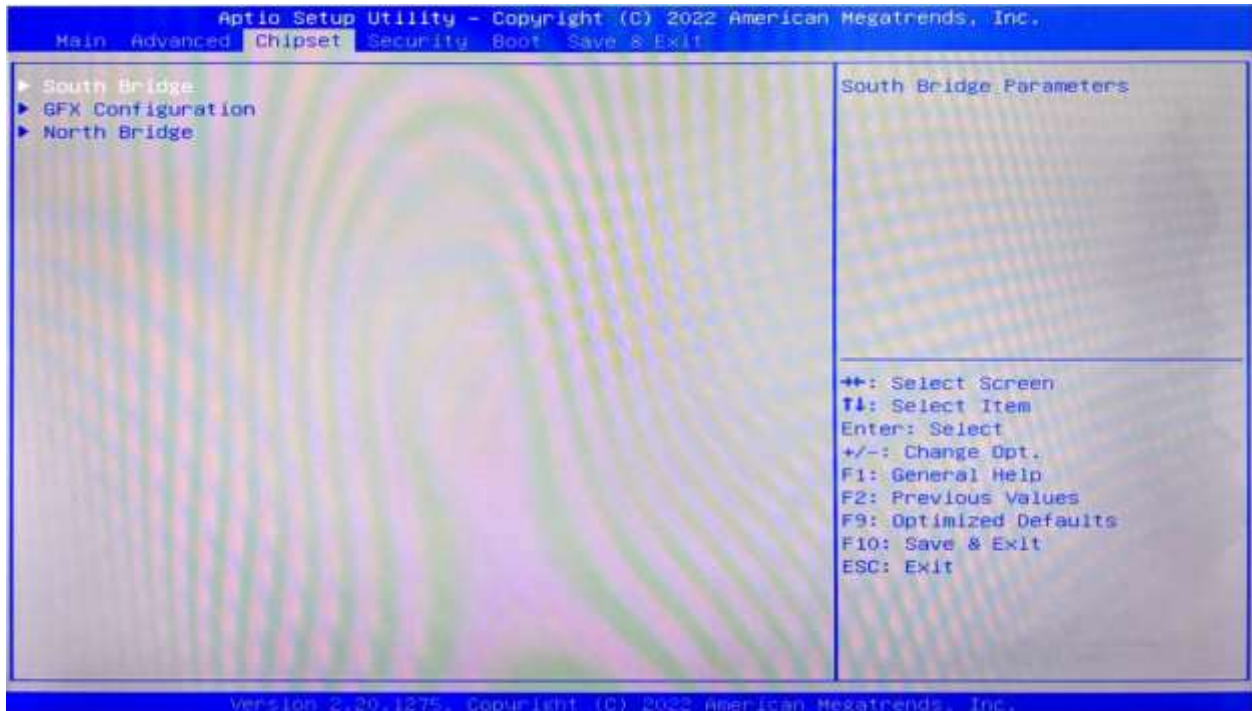 Aptio Setup Utility – Copyright (C) 2022 American Megatrends, Inc.
Main Advanced Chipset Security Boot Save & Exit
► South Bridge
► GFX Configuration
► North Bridge
South Bridge Parameters
→←: Select Screen
↑↓: Select Item
Enter: Select
+/-: Change Opt.
F1: General Help
F2: Previous Values
F9: Optimized Defaults
F10: Save & Exit
ESC: Exit
Version 2.20.1275. Copyright (C) 2022 American Megatrends, Inc.